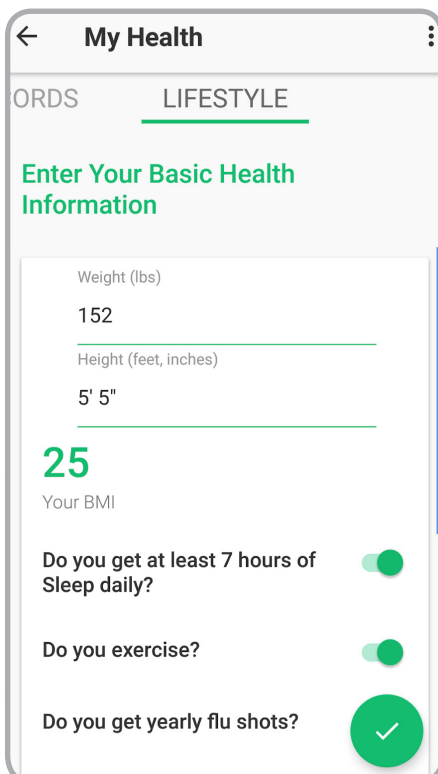 My Health
ORDS
LIFESTYLE
Enter Your Basic Health
Information
Weight (lbs)
152
Height (feet, inches)
5' 5"
25
Your BMI
Do you get at least 7 hours of
Sleep daily?
Do you exercise?
Do you get yearly flu shots?